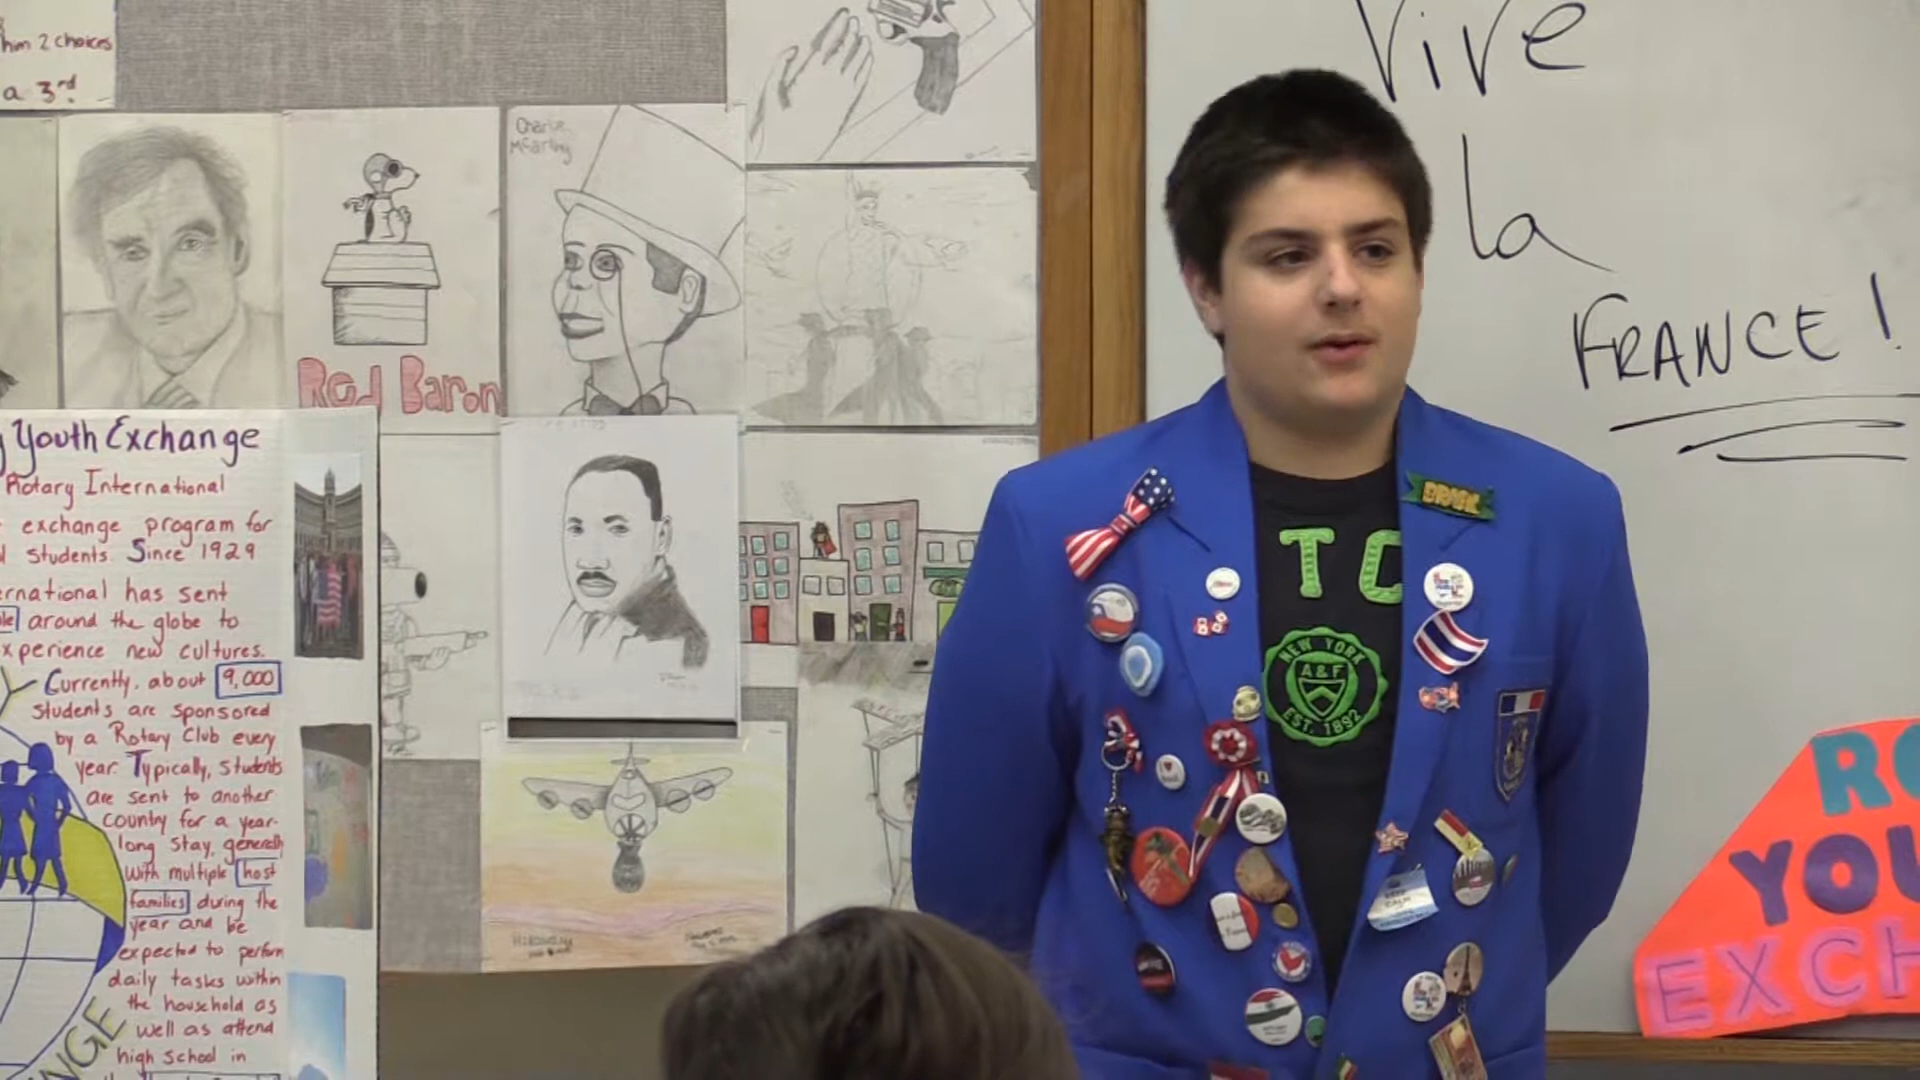 him 2 choices
a 3rd
Charlie
McCarthy
Red Baron
Youth Exchange
Rotary International
exchange program for
students. Since 1929
ernational has sent
around the globe to
xperience new cultures.
Currently, about 9,000
students are sponsored
by a Rotary Club every
year. Typically, students
are sent to another
country for a year-
long stay, generally
with multiple host
families during the
year and be
expected to perform
daily tasks within
the household as
well as attend
high school in
NGE
Vive
la
FRANCE!
TC
NEW YORK
A&F
EST. 1892
RO
YOU
EXCH